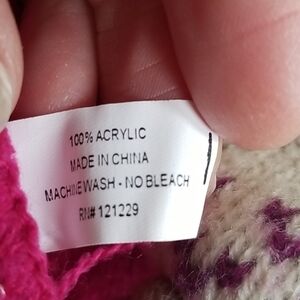 100% ACRYLIC
MADE IN CHINA
MACHINE WASH - NO BLEACH
RN# 121229